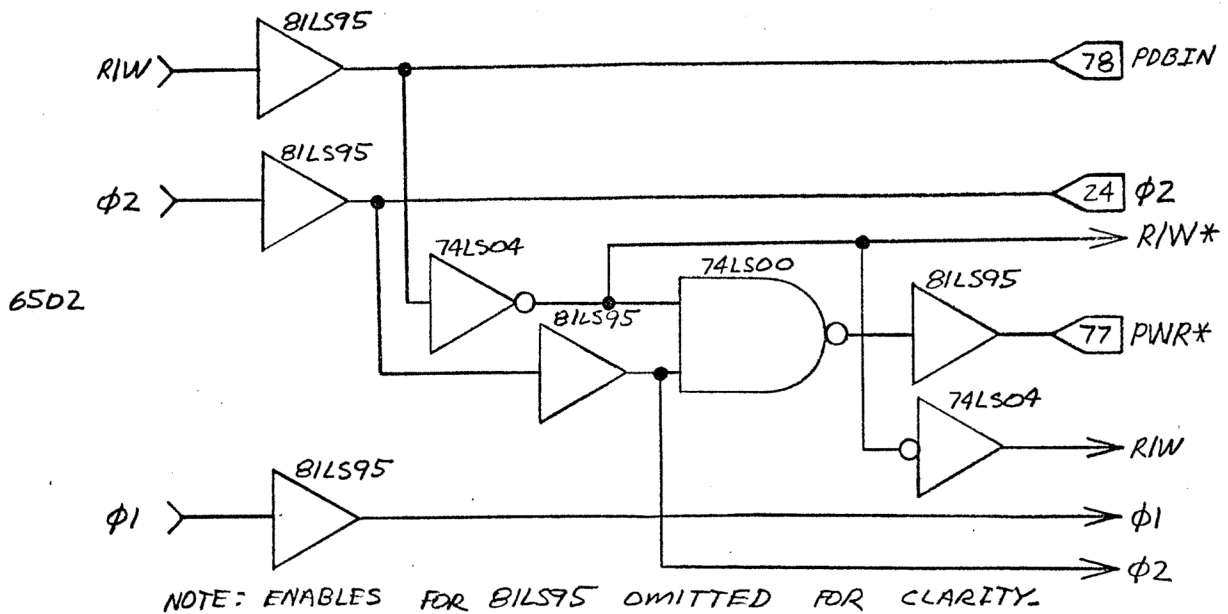 81LS95
R/W
78 PDBIN
81LS95
φ2
24 φ2
R/W*
74LS04
74LS00
81LS95
6502
81LS95
77 PWR*
74LS04
R/W
81LS95
φ1
φ1
φ2
NOTE: ENABLES FOR 81LS95 OMITTED FOR CLARITY.